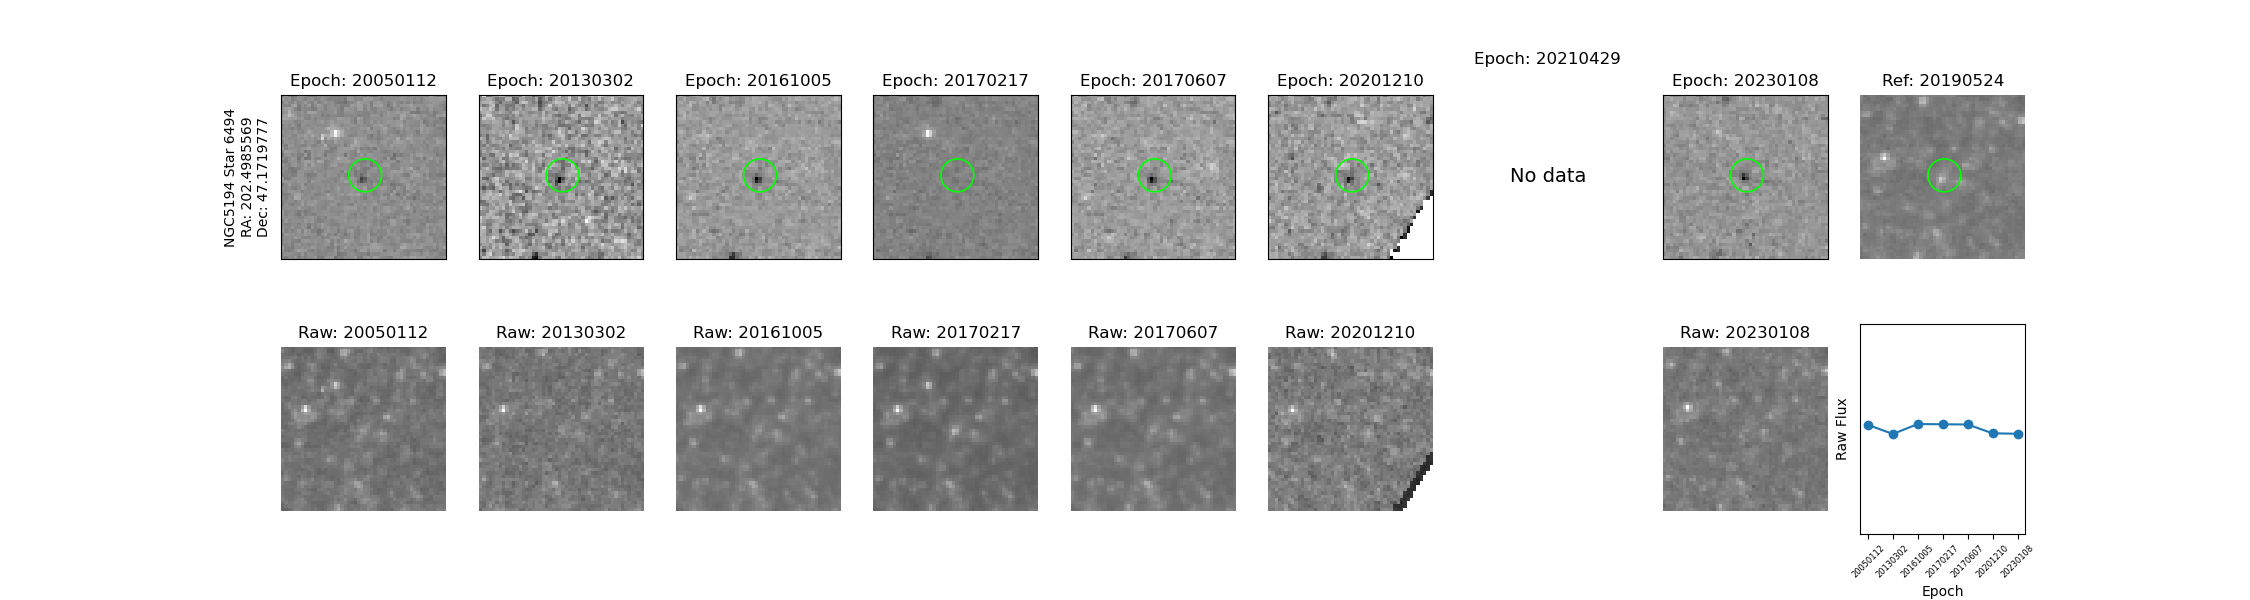 Epoch: 20050112
Epoch: 20130302
Epoch: 20161005
Epoch: 20170217
Epoch: 20170607
Epoch: 20201210
Epoch: 20210429
Epoch: 20230108
Ref: 20190524
NGC5194 Star 6494
RA: 202.4985569
Dec: 47.1719777
No data
Raw: 20050112
Raw: 20130302
Raw: 20161005
Raw: 20170217
Raw: 20170607
Raw: 20201210
Raw: 20230108
Raw Flux
20050112
20130302
20161005
20170217
20170607
20201210
20230108
Epoch